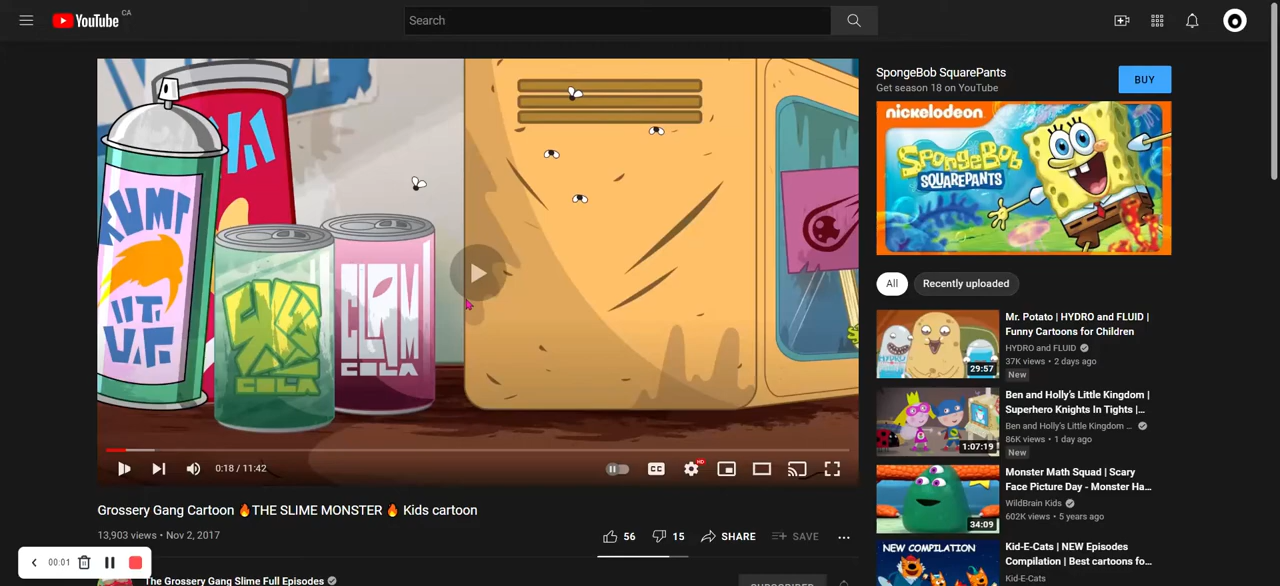 YouTube CA
Search
SpongeBob SquarePants
Get season 18 on YouTube
BUY
nickelodeon
SpongeBob
SQUAREPANTS
COLA
CLAM
COLA
0:18 / 11:42
CC
HD
Grossery Gang Cartoon 🔥THE SLIME MONSTER 🔥 Kids cartoon
13,903 views • Nov 2, 2017
56
15
SHARE
SAVE
00:01
The Grossery Gang Slime Full Episodes
SUBSCRIBED
All
Recently uploaded
HYDRO
29:57
Mr. Potato | HYDRO and FLUID |
Funny Cartoons for Children
HYDRO and FLUID
37K views • 2 days ago
New
1:07:19
Ben and Holly's Little Kingdom |
Superhero Knights In Tights |...
Ben and Holly's Little Kingdom ...
86K views • 1 day ago
New
34:09
Monster Math Squad | Scary
Face Picture Day - Monster Ha...
WildBrain Kids
602K views • 5 years ago
NEW COMPILATION
Kid-E-Cats | NEW Episodes
Compilation | Best cartoons fo...
Kid-E-Cats